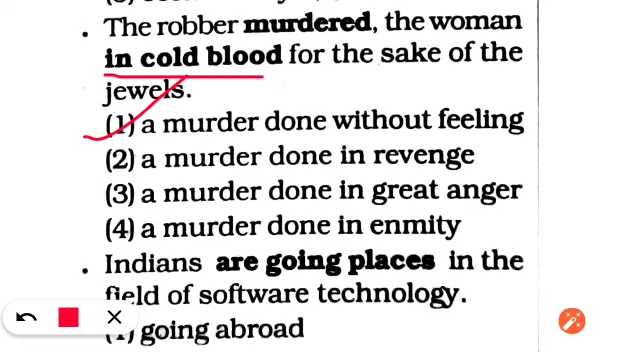 . The robber murdered, the woman
in cold blood for the sake of the
jewels.
(1) a murder done without feeling
(2) a murder done in revenge
(3) a murder done in great anger
(4) a murder done in enmity
. Indians are going places in the
field of software technology.
(1) going abroad